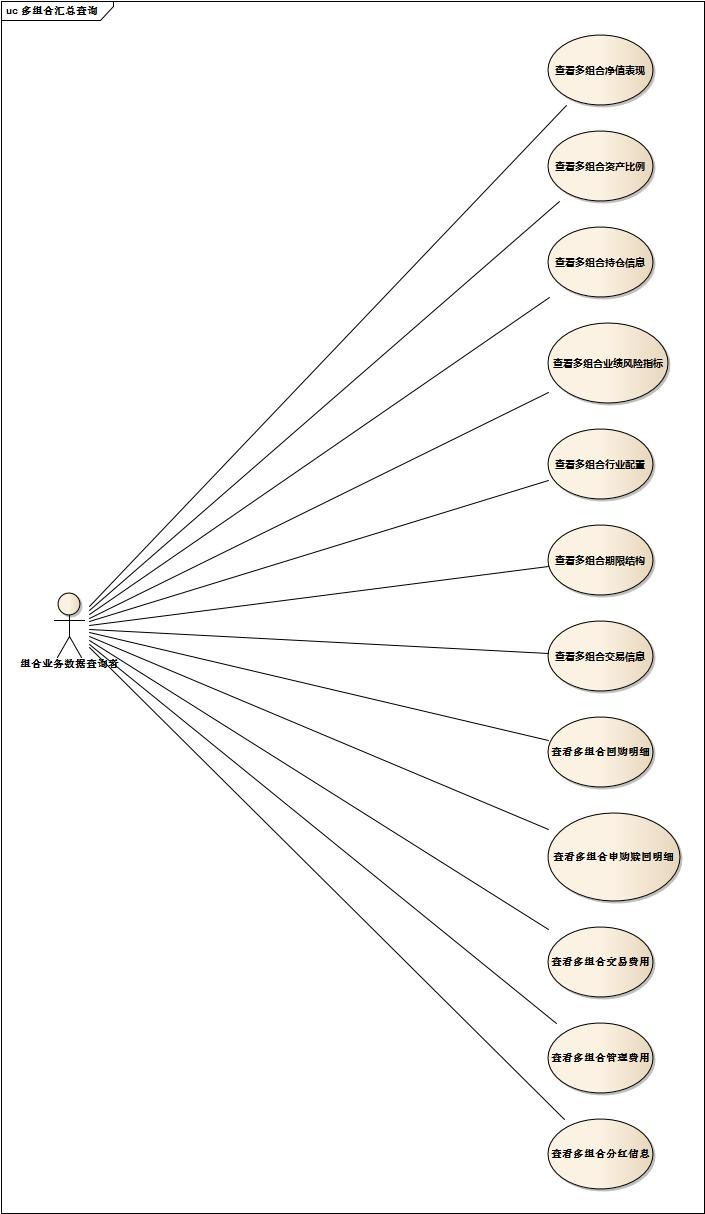 uc 多组合汇总查询
查看多组合净值表现
查看多组合资产比例
查看多组合持仓信息
查看多组合业绩风险指标
查看多组合行业配置
查看多组合期限结构
组合业务数据查询者
查看多组合交易信息
查看多组合回购明细
查看多组合申购赎回明细
查看多组合交易费用
查看多组合管理费用
查看多组合分红信息